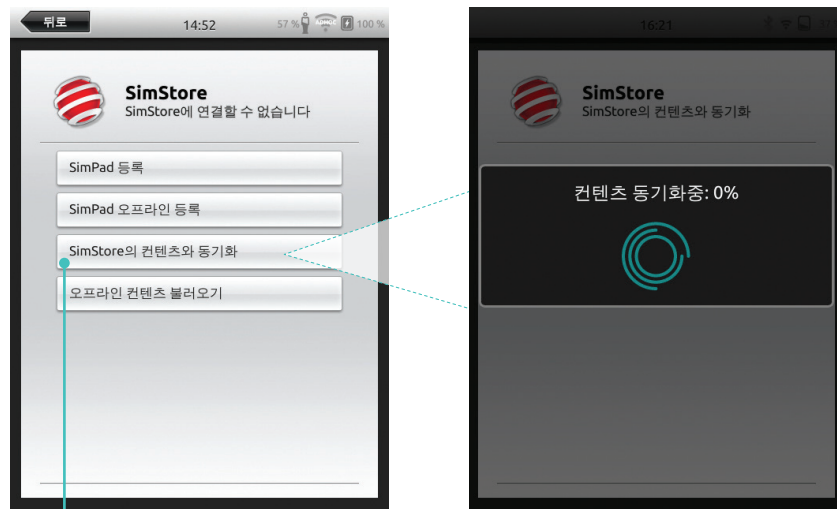 뒤로
14:52
57 %
100 %
SimStore
SimStore에 연결할 수 없습니다
SimPad 등록
SimPad 오프라인 등록
SimStore의 컨텐츠와 동기화
오프라인 컨텐츠 불러오기
16:21
SimStore
SimStore의 컨텐츠와 동기화
컨텐츠 동기화중: 0%